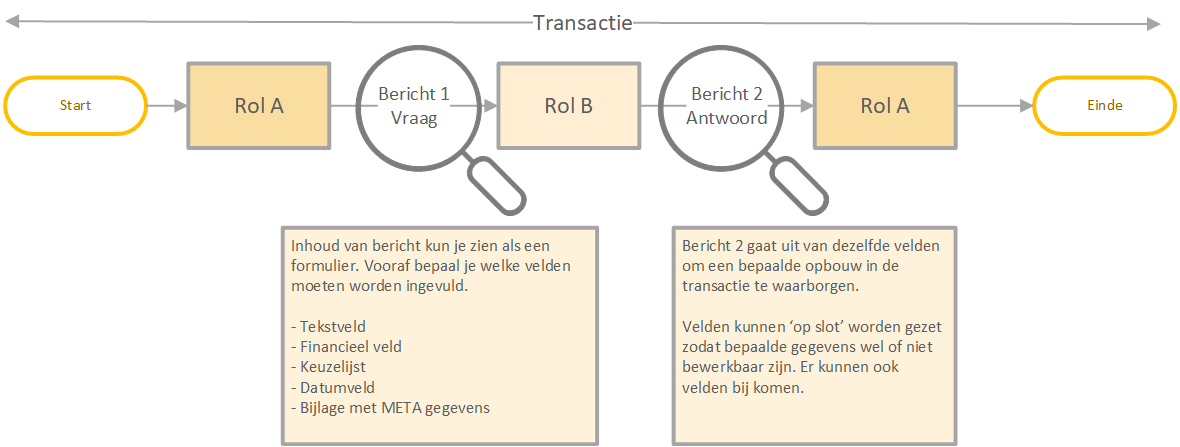 Transactie
Start
Rol A
Bericht 1
Vraag
Rol B
Bericht 2
Antwoord
Rol A
Einde
Inhoud van bericht kun je zien als een
formulier. Vooraf bepaal je welke velden
moeten worden ingevuld.
- Tekstveld
- Financieel veld
- Keuzelijst
- Datumveld
- Bijlage met META gegevens
Bericht 2 gaat uit van dezelfde velden
om een bepaalde opbouw in de
transactie te waarborgen.
Velden kunnen ‘op slot’ worden gezet
zodat bepaalde gegevens wel of niet
bewerkbaar zijn. Er kunnen ook
velden bij komen.